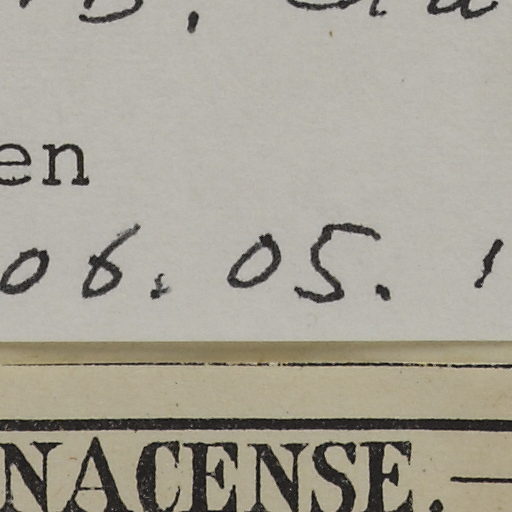 en
06. 05. 1
NACENSE.